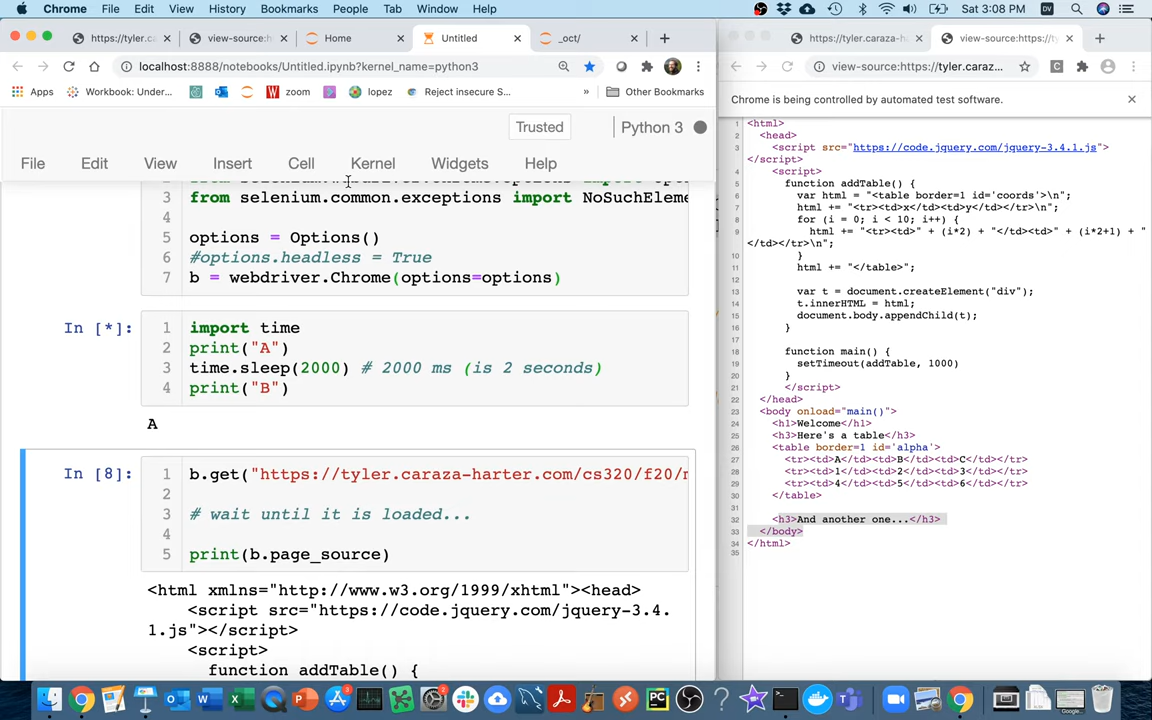 Chrome File Edit View History Bookmarks People Tab Window Help Sat 3:08 PM DV
https://tyler.ca × view-source:h × Home × Untitled × _oct/ × +
localhost:8888/notebooks/Untitled.ipynb?kernel_name=python3
Apps Workbook: Under... zoom lopez Reject insecure S... » Other Bookmarks
Trusted Python 3
File Edit View Insert Cell Kernel Widgets Help
3 from selenium.common.exceptions import NoSuchEleme
4
5 options = Options()
6 #options.headless = True
7 b = webdriver.Chrome(options=options)
In [*]: 1 import time
2 print("A")
3 time.sleep(2000) # 2000 ms (is 2 seconds)
4 print("B")
A
In [8]: 1 b.get("https://tyler.caraza-harter.com/cs320/f20/m
2
3 # wait until it is loaded...
4
5 print(b.page_source)
<html xmlns="http://www.w3.org/1999/xhtml"><head>
<script src="https://code.jquery.com/jquery-3.4.
1.js"></script>
<script>
function addTable() {
https://tyler.caraza-h × view-source:https://ty × +
view-source:https://tyler.caraz...
Chrome is being controlled by automated test software. ×
1 <html>
2 <head>
3 <script src="https://code.jquery.com/jquery-3.4.1.js">
</script>
4 <script>
5 function addTable() {
6 var html = "<table border=1 id='coords'>\n";
7 html += "<tr><td>x</td><td>y</td></tr>\n";
8 for (i = 0; i < 10; i++) {
9 html += "<tr><td>" + (i*2) + "</td><td>" + (i*2+1) + "
</td></tr>\n";
10 }
11 html += "</table>";
12
13 var t = document.createElement("div");
14 t.innerHTML = html;
15 document.body.appendChild(t);
16 }
17
18 function main() {
19 setTimeout(addTable, 1000)
20 }
21 </script>
22 </head>
23 <body onload="main()">
24 <h1>Welcome</h1>
25 <h3>Here's a table</h3>
26 <table border=1 id='alpha'>
27 <tr><td>A</td><td>B</td><td>C</td></tr>
28 <tr><td>1</td><td>2</td><td>3</td></tr>
29 <tr><td>4</td><td>5</td><td>6</td></tr>
30 </table>
31
32 <h3>And another one...</h3>
33 </body>
34 </html>
35